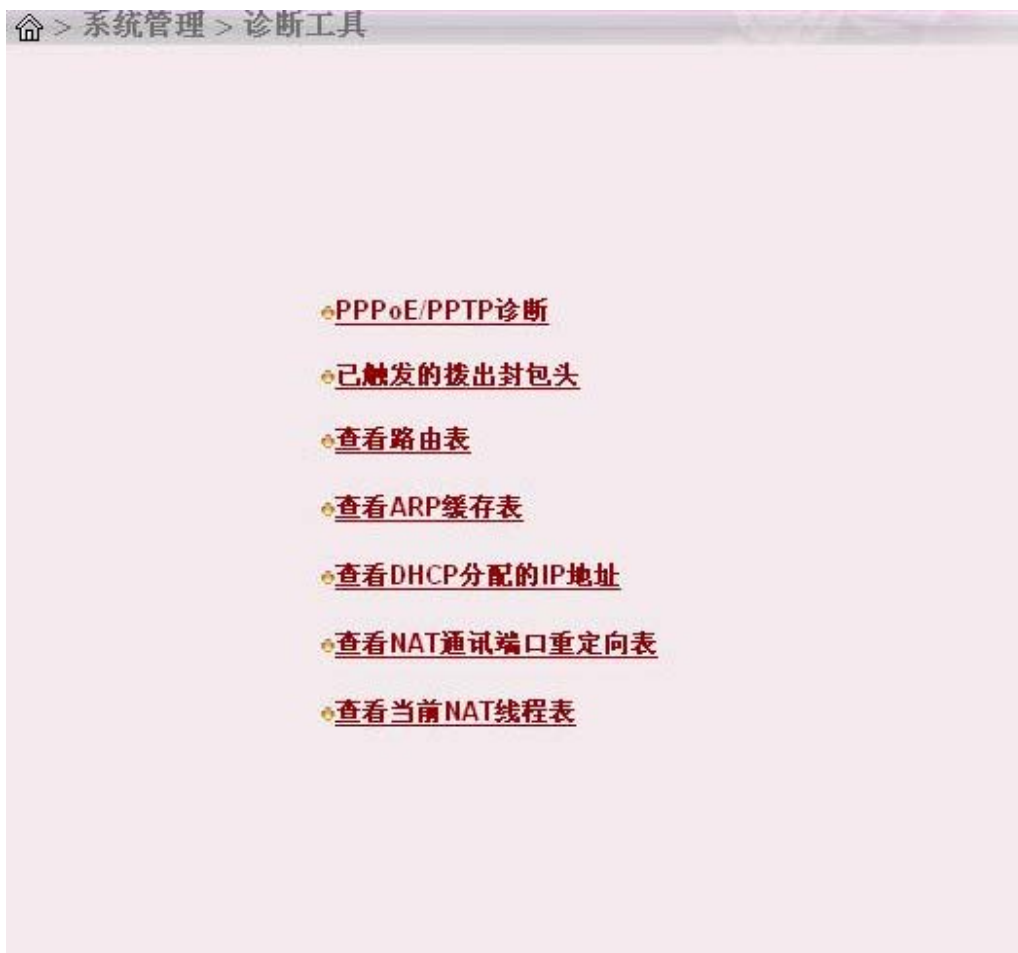 > 系统管理 > 诊断工具
PPPoE/PPTP诊断
已触发的拨出封包头
查看路由表
查看ARP缓存表
查看DHCP分配的IP地址
查看NAT通讯端口重定向表
查看当前NAT线程表